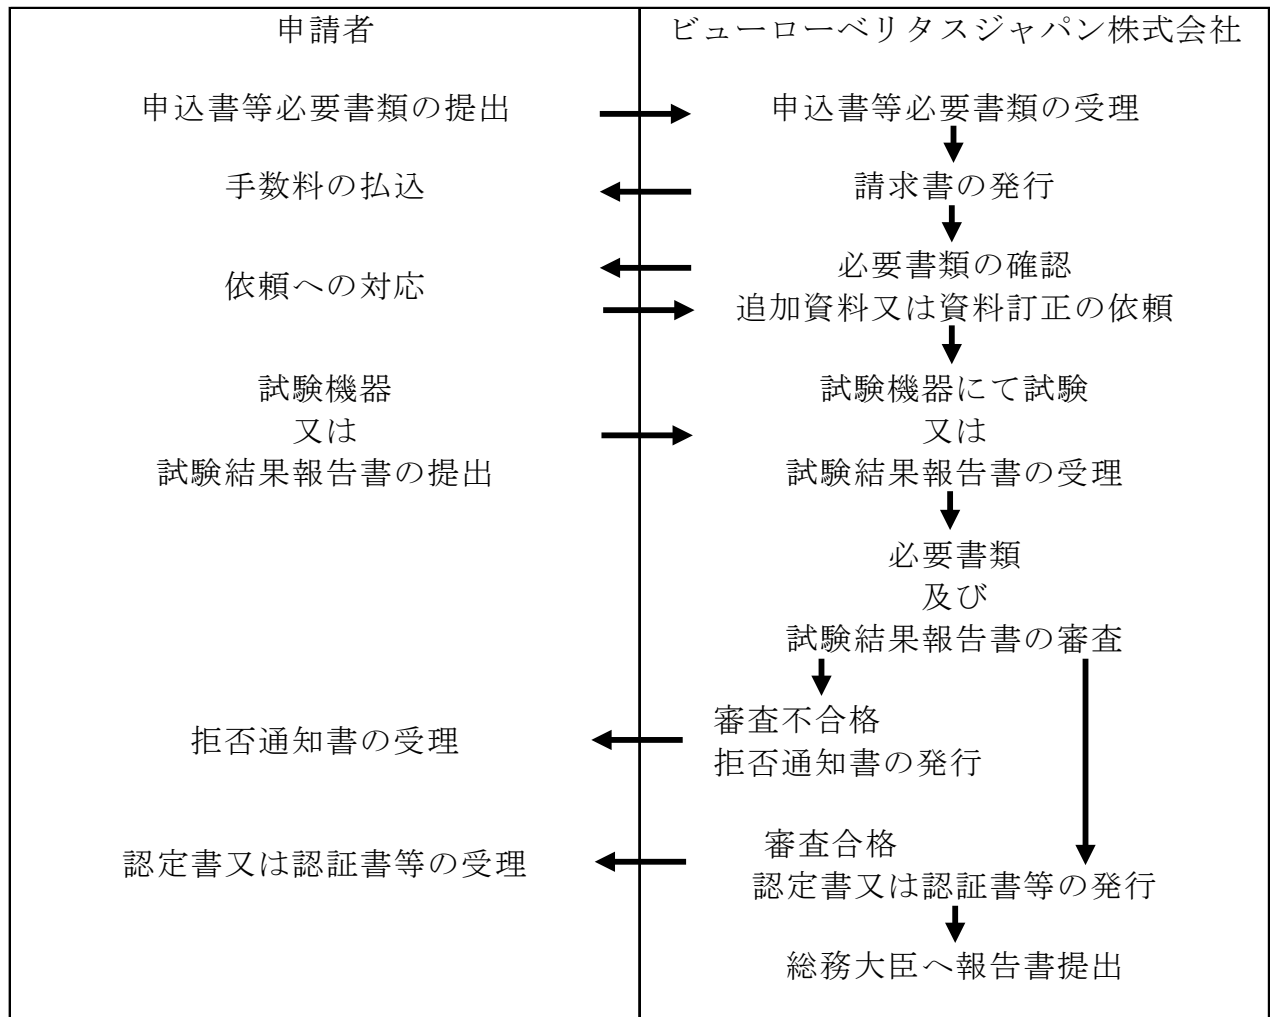 申請者
ビューローベリタスジャパン株式会社
申込書等必要書類の提出
申込書等必要書類の受理
手数料の払込
請求書の発行
依頼への対応
必要書類の確認
追加資料又は資料訂正の依頼
試験機器
又は
試験結果報告書の提出
試験機器にて試験
又は
試験結果報告書の受理
必要書類
及び
試験結果報告書の審査
拒否通知書の受理
審査不合格
拒否通知書の発行
認定書又は認証書等の受理
審査合格
認定書又は認証書等の発行
総務大臣へ報告書提出